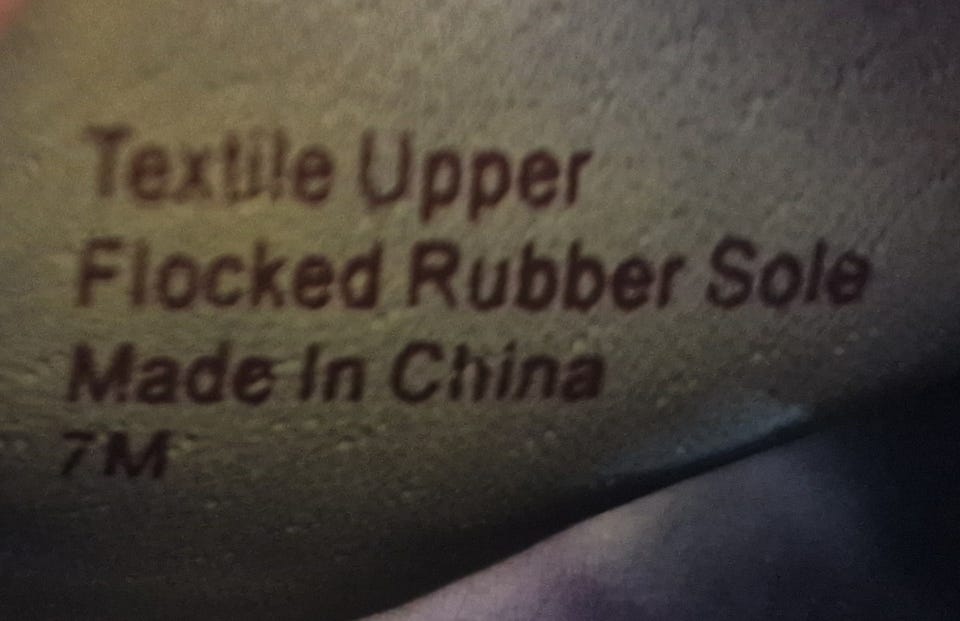 Textile Upper
Flocked Rubber Sole
Made In China
7M